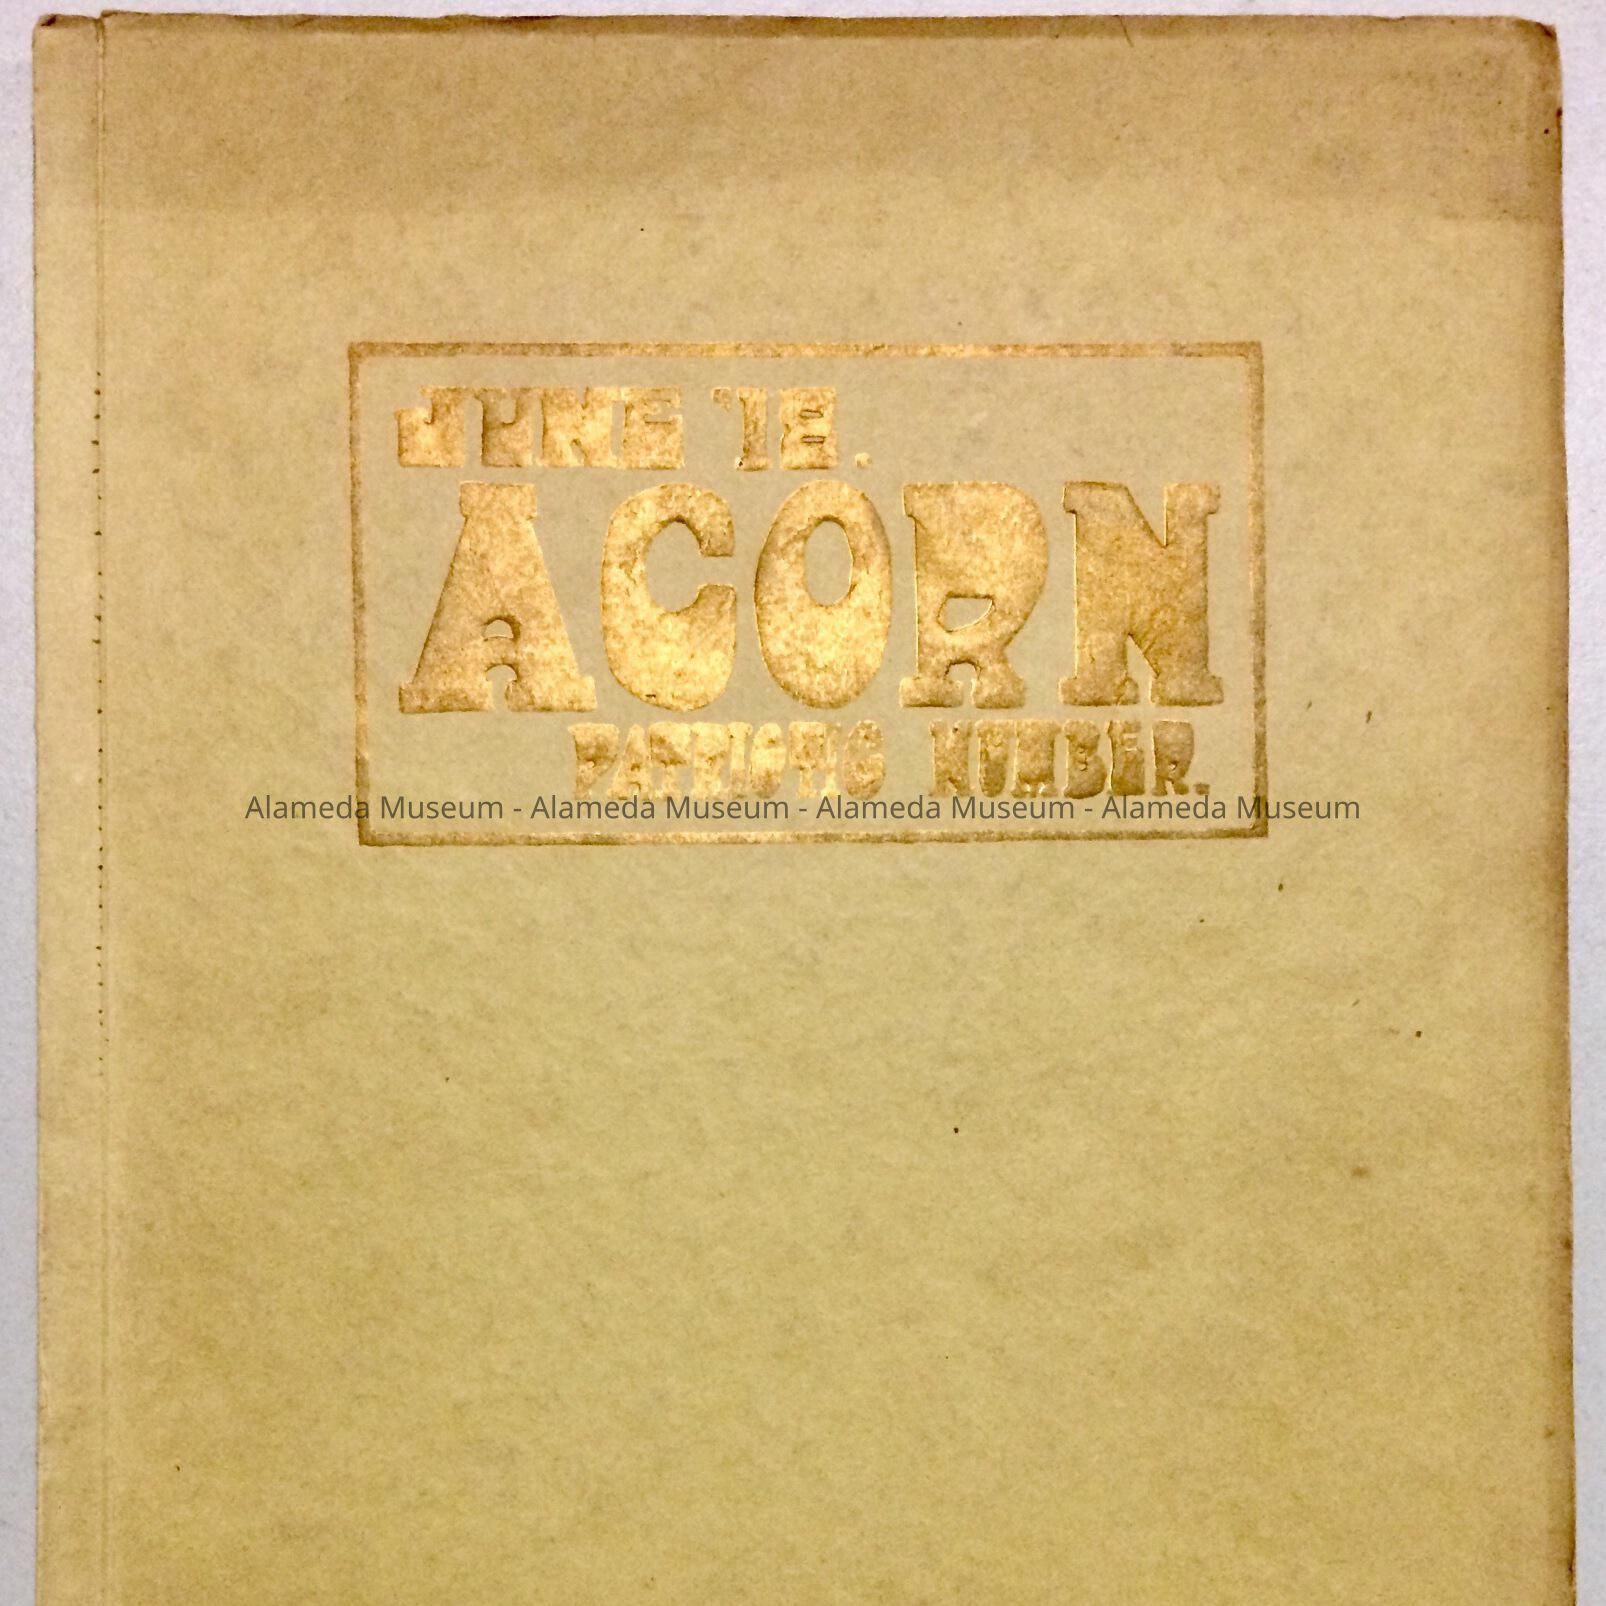 JUNE '18.
ACORN
PATRIOTIC NUMBER.
Alameda Museum - Alameda Museum - Alameda Museum - Alameda Museum